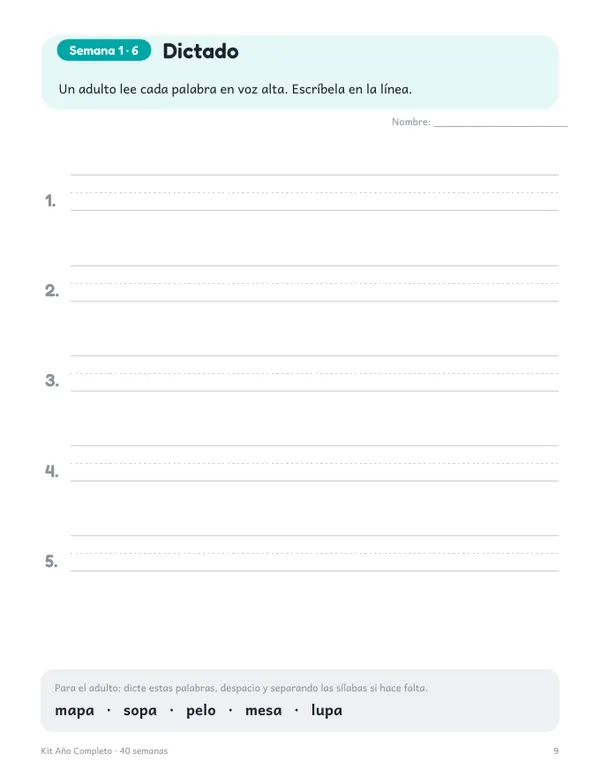 Semana 1 · 6 Dictado
Un adulto lee cada palabra en voz alta. Escríbela en la línea.
Nombre: ____________________
1.
2.
3.
4.
5.
Para el adulto: dicte estas palabras, despacio y separando las sílabas si hace falta.
mapa · sopa · pelo · mesa · lupa
Kit Año Completo · 40 semanas 9